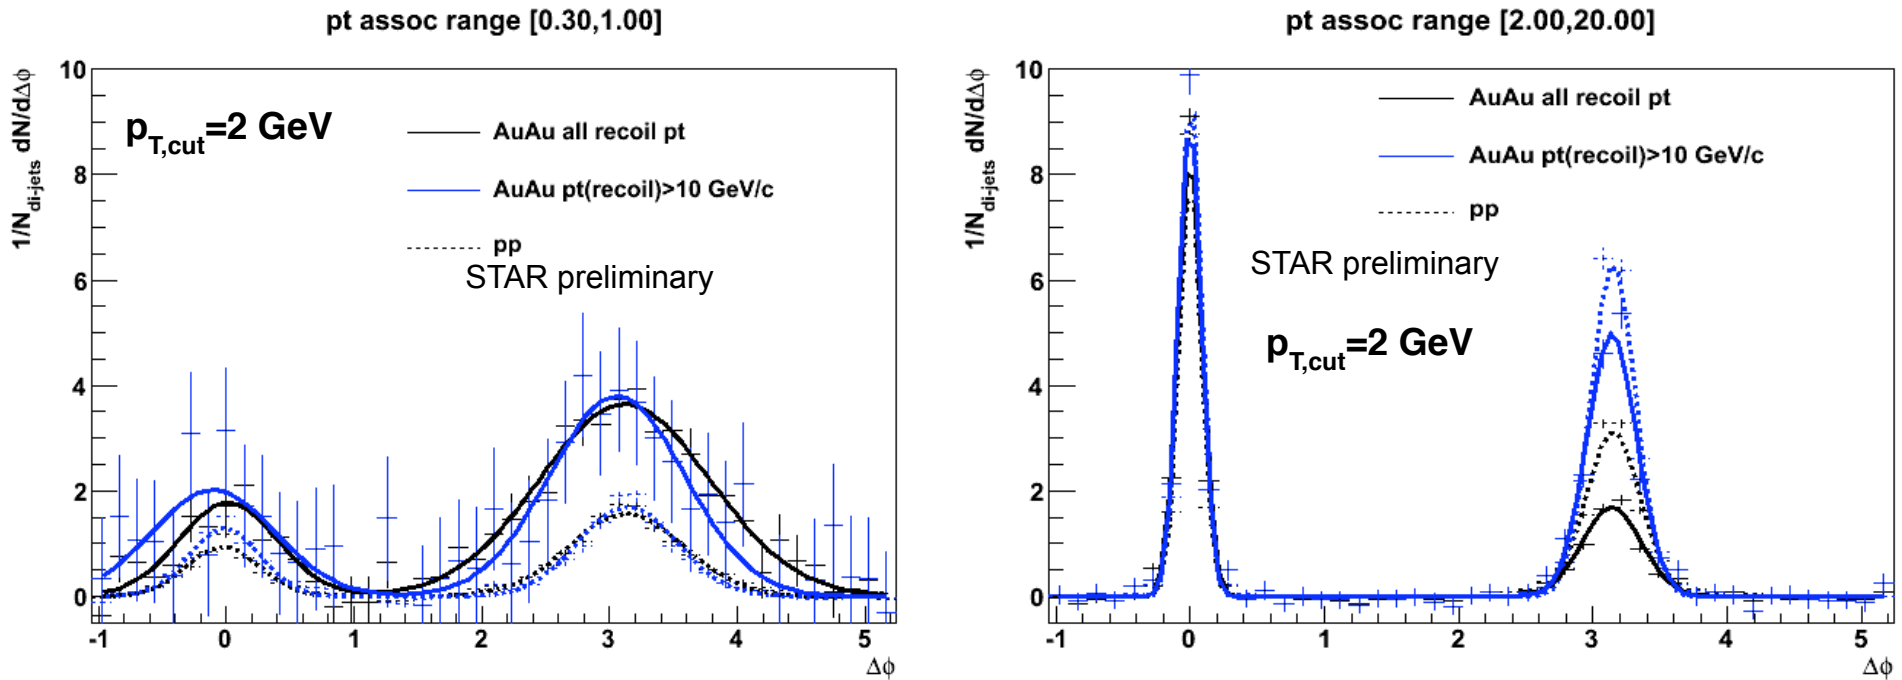 pt assoc range [0.30,1.00]
1/N_di-jets dN/dΔϕ
10
8
6
4
2
0
p_T,cut=2 GeV
AuAu all recoil pt
AuAu pt(recoil)>10 GeV/c
pp
STAR preliminary
-1 0 1 2 3 4 5
Δϕ
pt assoc range [2.00,20.00]
1/N_di-jets dN/dΔϕ
10
8
6
4
2
0
AuAu all recoil pt
AuAu pt(recoil)>10 GeV/c
pp
STAR preliminary
p_T,cut=2 GeV
-1 0 1 2 3 4 5
Δϕ